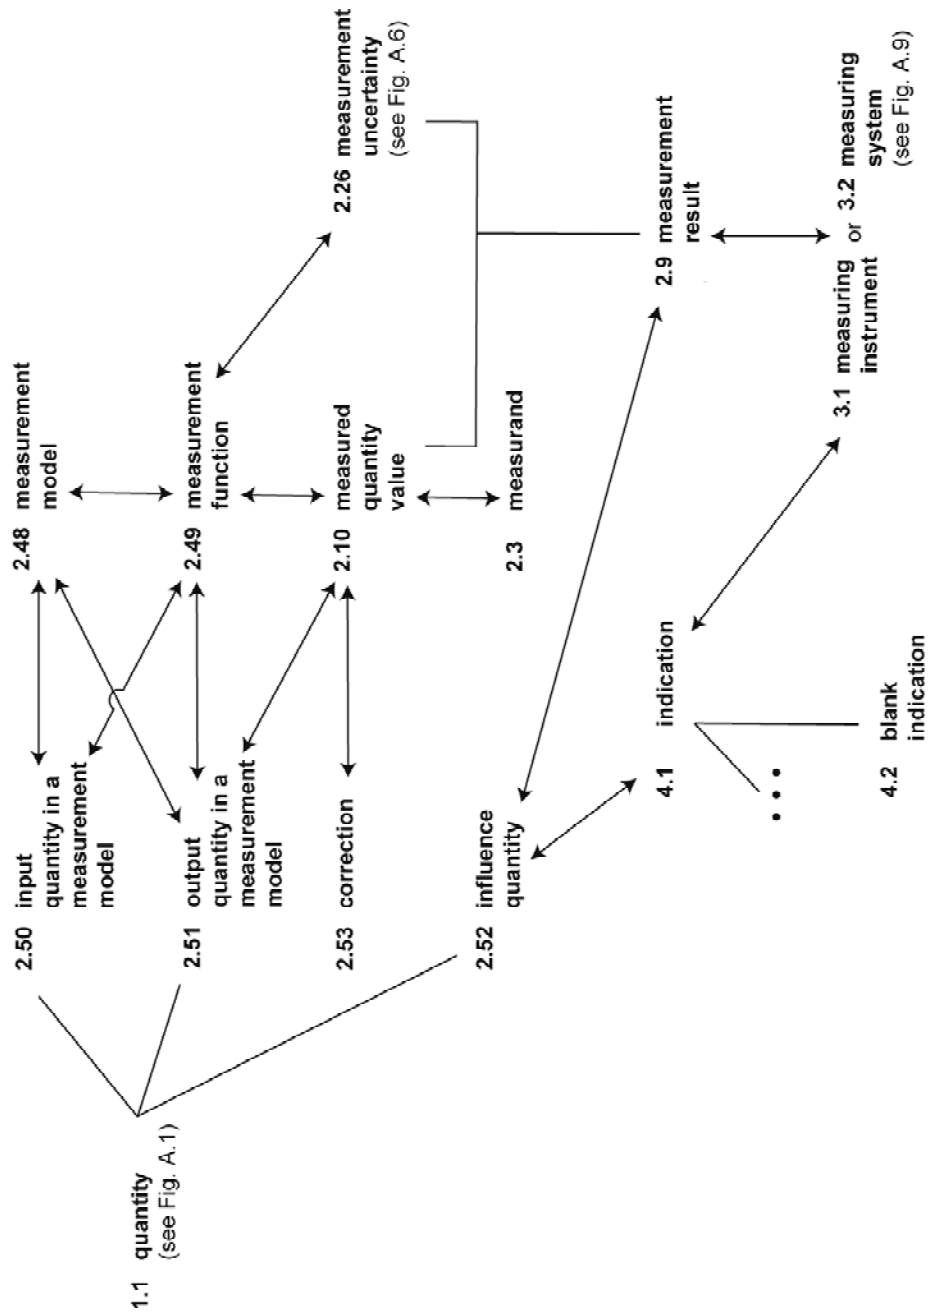 1.1 quantity
(see Fig. A.1)
2.50 input
quantity in a
measurement
model
2.51 output
quantity in a
measurement
model
2.53 correction
2.52 influence
quantity
2.48 measurement
model
2.49 measurement
function
2.10 measured
quantity
value
2.3 measurand
4.1 indication
4.2 blank
indication
2.26 measurement
uncertainty
(see Fig. A.6)
2.9 measurement
result
3.1 measuring or 3.2 measuring
instrument system
(see Fig. A.9)